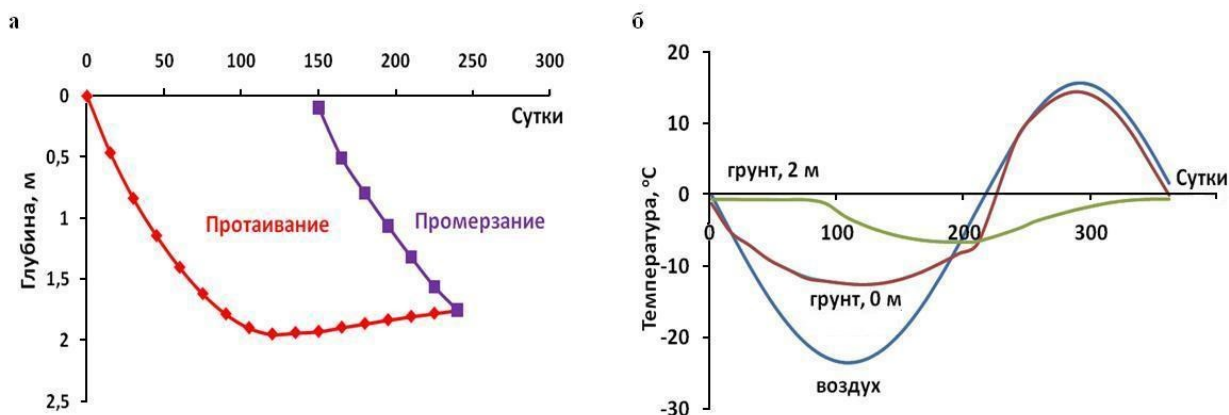 а
0 50 100 150 200 250 300
Сутки
0
0,5
1
1,5
2
2,5
Глубина, м
Протаивание
Промерзание
б
20
10
0
-10
-20
-30
Температура, °C
0 100 200 300
Сутки
грунт, 2 м
грунт, 0 м
воздух